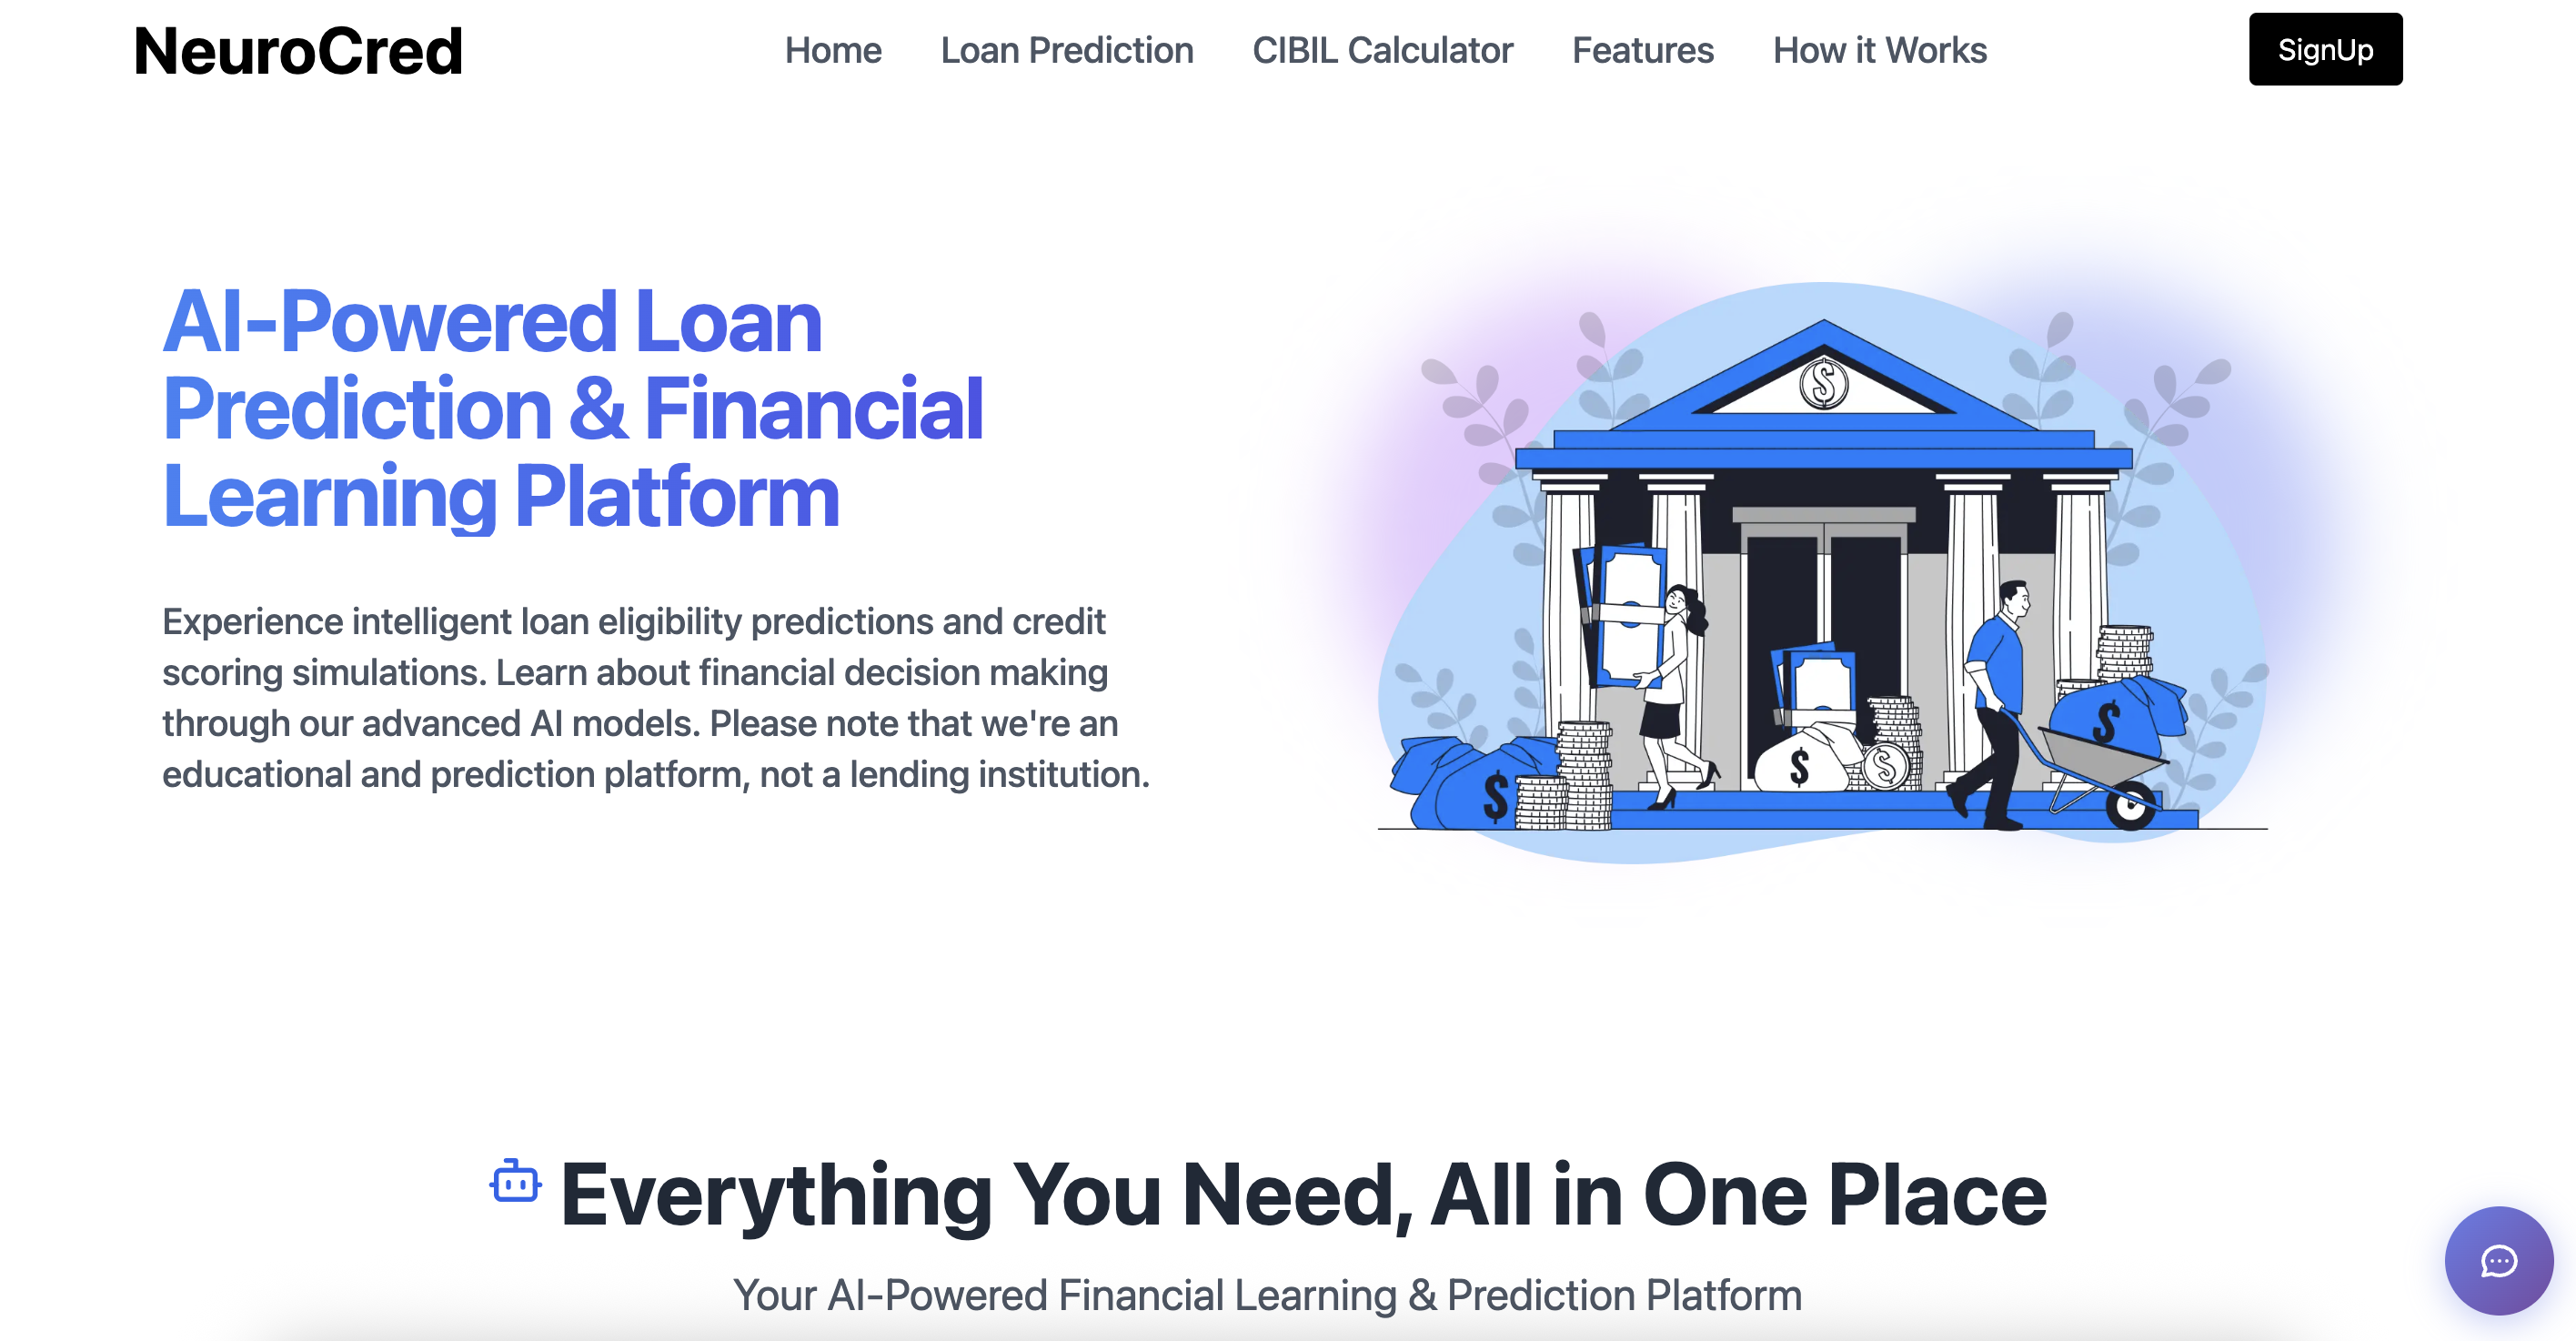 NeuroCred
Home
Loan Prediction
CIBIL Calculator
Features
How it Works
SignUp
AI-Powered Loan
Prediction & Financial
Learning Platform
Experience intelligent loan eligibility predictions and credit
scoring simulations. Learn about financial decision making
through our advanced AI models. Please note that we're an
educational and prediction platform, not a lending institution.
$
$
$
$
$
Everything You Need, All in One Place
Your AI-Powered Financial Learning & Prediction Platform